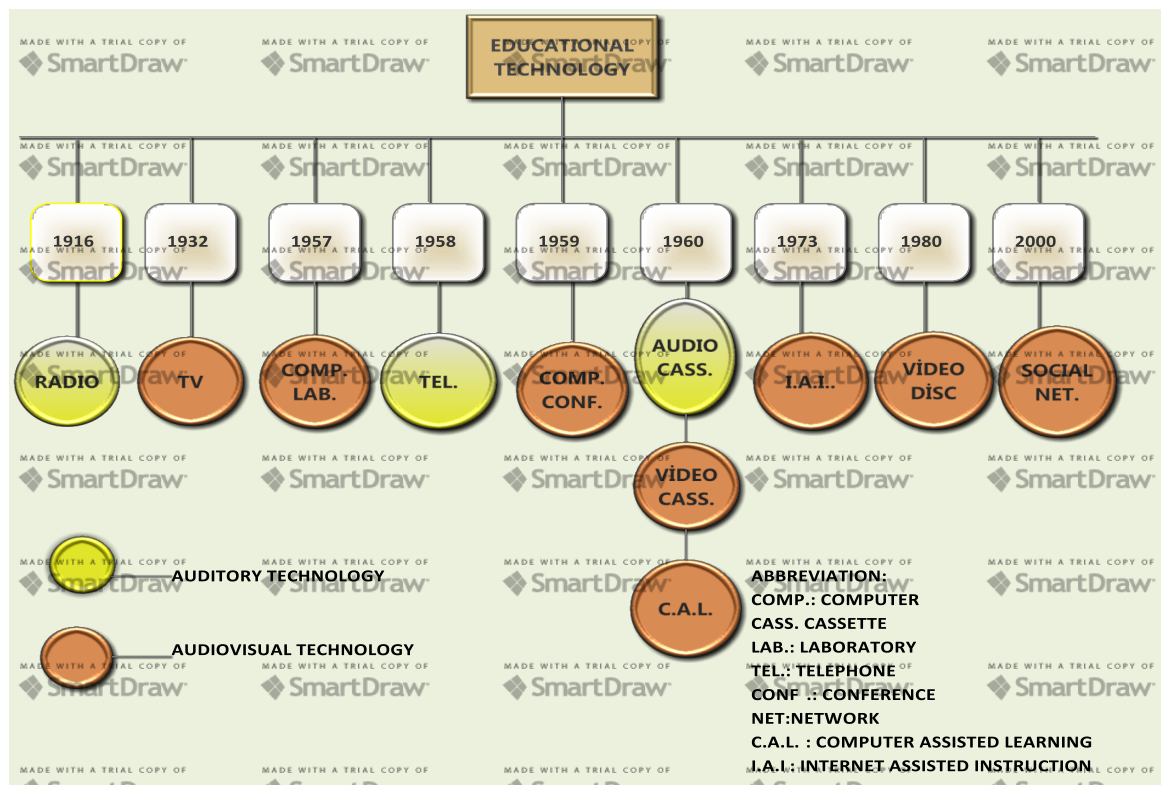 EDUCATIONAL
TECHNOLOGY
1916
1932
1957
1958
1959
1960
1973
1980
2000
RADIO
TV
COMP.
LAB.
TEL.
COMP.
CONF.
AUDIO
CASS.
I.A.I..
VİDEO
DİSC
SOCIAL
NET.
VİDEO
CASS.
C.A.L.
AUDITORY TECHNOLOGY
AUDIOVISUAL TECHNOLOGY
ABBREVIATION:
COMP.: COMPUTER
CASS. CASSETTE
LAB.: LABORATORY
TEL.: TELEPHONE
CONF .: CONFERENCE
NET:NETWORK
C.A.L. : COMPUTER ASSISTED LEARNING
I.A.I : INTERNET ASSISTED INSTRUCTION
MADE WITH A TRIAL COPY OF
SmartDraw